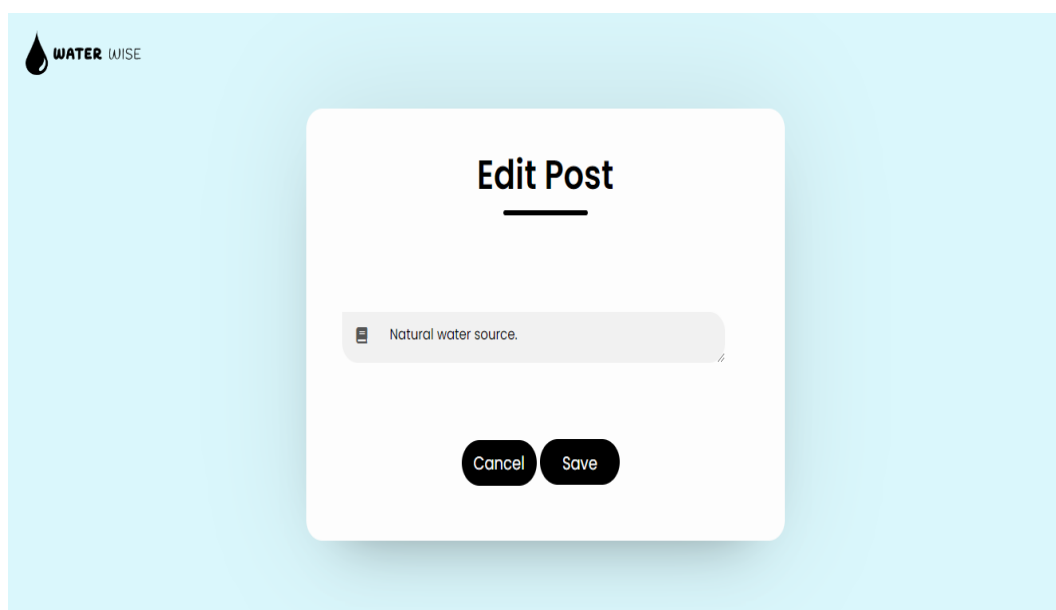 WATER WISE
Edit Post
Natural water source.
Cancel Save